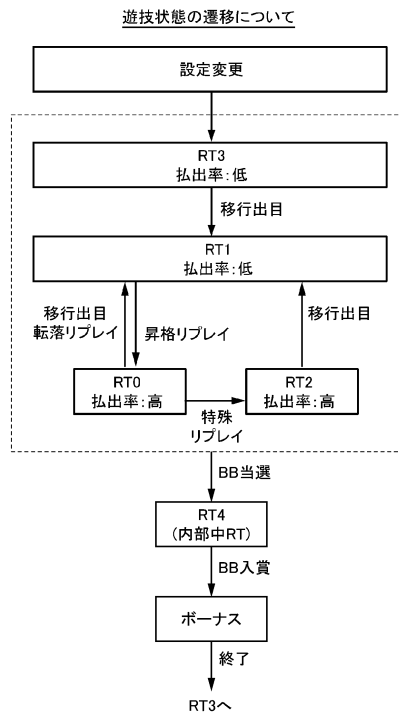 遊技状態の遷移について
設定変更
RT3
払出率：低
移行出目
RT1
払出率：低
移行出目
転落リプレイ
昇格リプレイ
移行出目
RT0
払出率：高
特殊
リプレイ
RT2
払出率：高
BB当選
RT4
（内部中RT）
BB入賞
ボーナス
終了
RT3へ